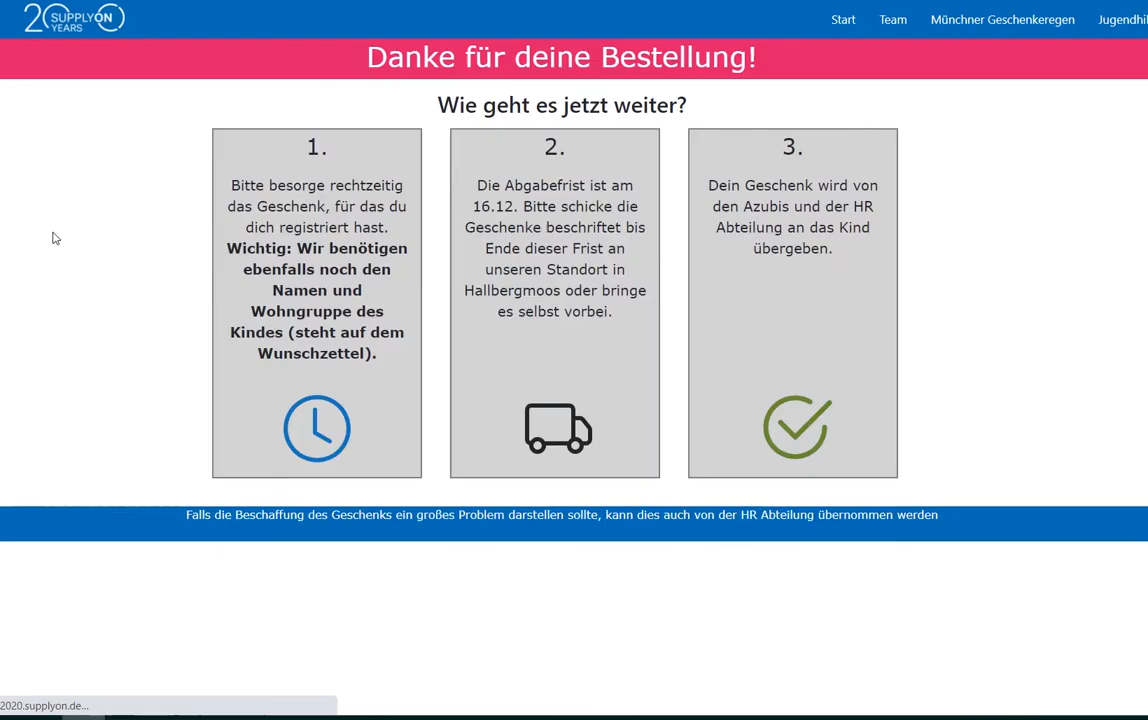 20 SUPPLYON
YEARS
Start Team Münchner Geschenkeregen Jugendhi
Danke für deine Bestellung!
Wie geht es jetzt weiter?
1.
Bitte besorge rechtzeitig
das Geschenk, für das du
dich registriert hast.
Wichtig: Wir benötigen
ebenfalls noch den
Namen und
Wohngruppe des
Kindes (steht auf dem
Wunschzettel).
2.
Die Abgabefrist ist am
16.12. Bitte schicke die
Geschenke beschriftet bis
Ende dieser Frist an
unseren Standort in
Hallbergmoos oder bringe
es selbst vorbei.
3.
Dein Geschenk wird von
den Azubis und der HR
Abteilung an das Kind
übergeben.
Falls die Beschaffung des Geschenks ein großes Problem darstellen sollte, kann dies auch von der HR Abteilung übernommen werden
2020.supplyon.de...